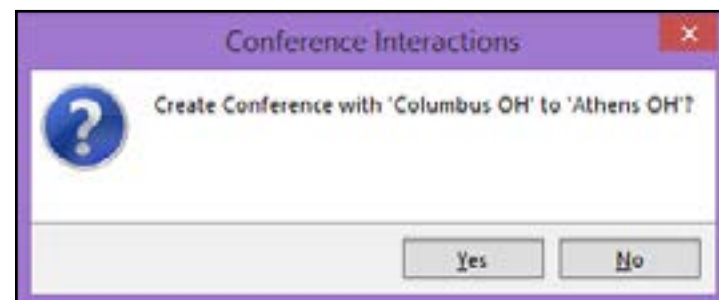 Conference Interactions
Create Conference with 'Columbus OH' to 'Athens OH'?
Yes
No